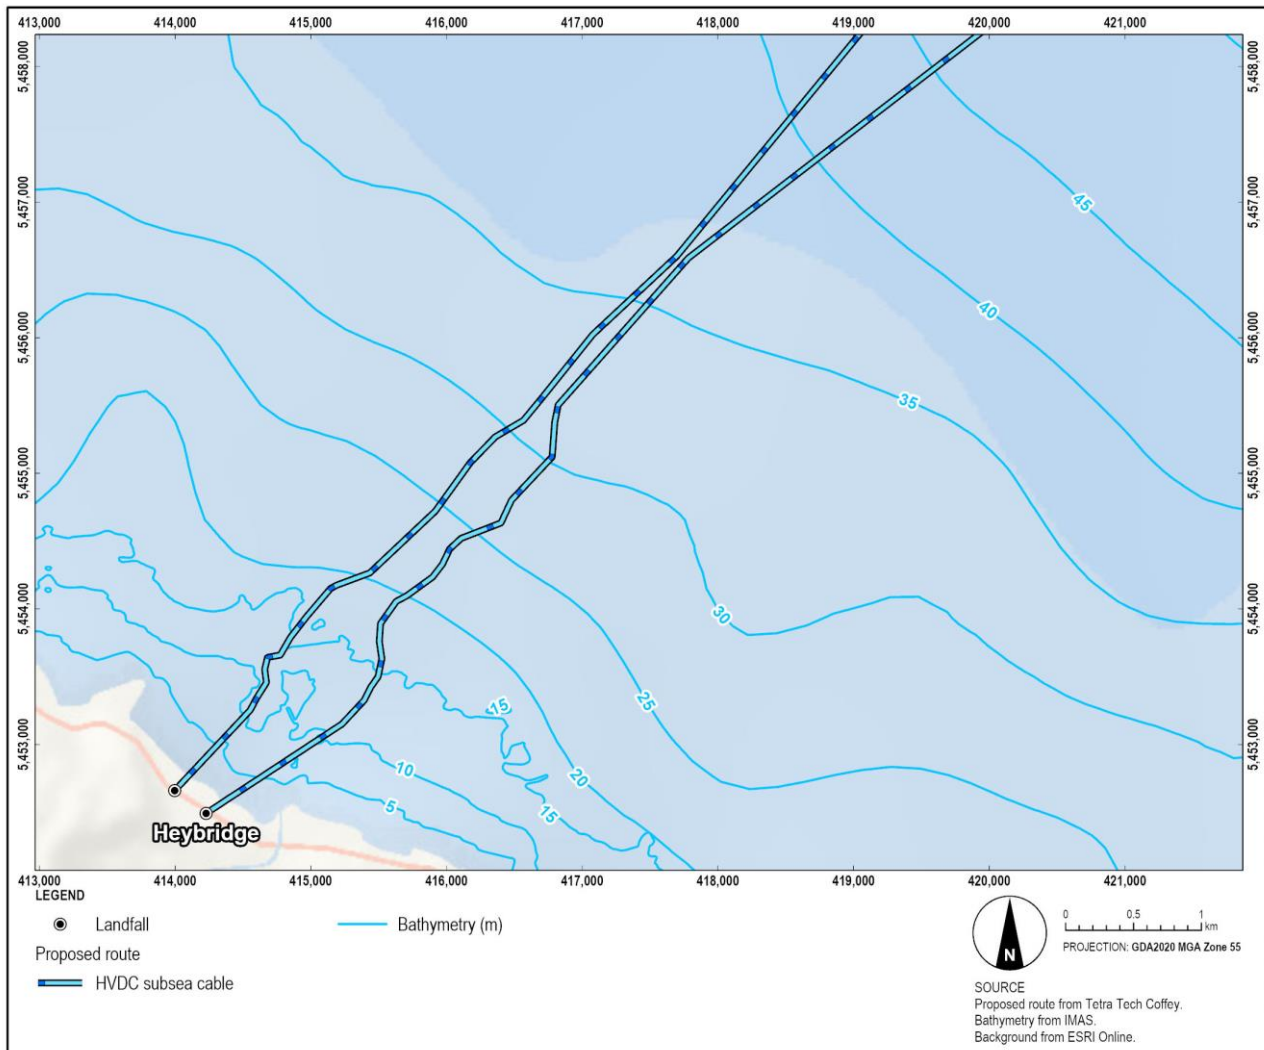 413,000 414,000 415,000 416,000 417,000 418,000 419,000 420,000 421,000
5,458,000 5,458,000
5,457,000 5,457,000
45
40
5,456,000 5,456,000
35
5,455,000 5,455,000
5,454,000 5,454,000
30
25
15
5,453,000 5,453,000
10
20
5
15
Heybridge
413,000 414,000 415,000 416,000 417,000 418,000 419,000 420,000 421,000
LEGEND
Landfall
Bathymetry (m)
Proposed route
HVDC subsea cable
N
0 0.5 1
km
PROJECTION: GDA2020 MGA Zone 55
SOURCE
Proposed route from Tetra Tech Coffey.
Bathymetry from IMAS.
Background from ESRI Online.